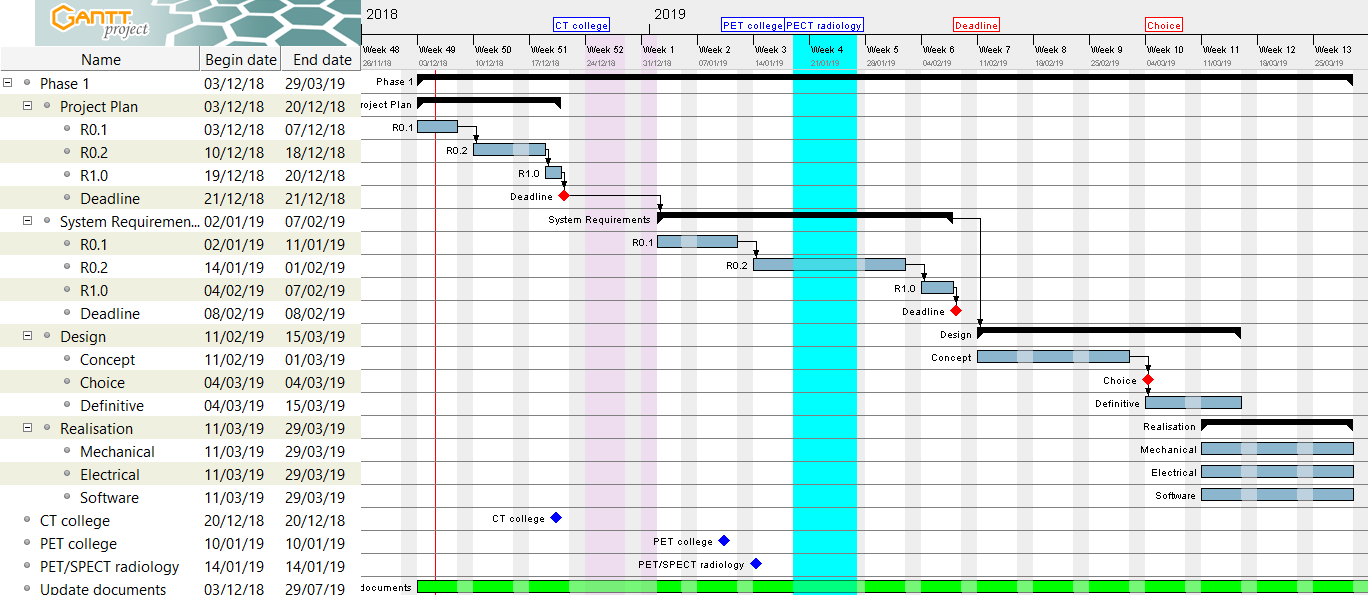 GANTT
project
2018
2019
CT college
PET college
PECT radiology
Deadline
Choice
Name Begin date End date
Week 48 Week 49 Week 50 Week 51 Week 52 Week 1 Week 2 Week 3 Week 4 Week 5 Week 6 Week 7 Week 8 Week 9 Week 10 Week 11 Week 12 Week 13
26/11/18 03/12/18 10/12/18 17/12/18 24/12/18 31/12/18 07/01/19 14/01/19 21/01/19 28/01/19 04/02/19 11/02/19 18/02/19 25/02/19 04/03/19 11/03/19 18/03/19 25/03/19
Phase 1 03/12/18 29/03/19 Phase 1
Project Plan 03/12/18 20/12/18 roject Plan
R0.1 03/12/18 07/12/18 R0.1
R0.2 10/12/18 18/12/18 R0.2
R1.0 19/12/18 20/12/18 R1.0
Deadline 21/12/18 21/12/18 Deadline
System Requiremen... 02/01/19 07/02/19 System Requirements
R0.1 02/01/19 11/01/19 R0.1
R0.2 14/01/19 01/02/19 R0.2
R1.0 04/02/19 07/02/19 R1.0
Deadline 08/02/19 08/02/19 Deadline
Design 11/02/19 15/03/19 Design
Concept 11/02/19 01/03/19 Concept
Choice 04/03/19 04/03/19 Choice
Definitive 04/03/19 15/03/19 Definitive
Realisation 11/03/19 29/03/19 Realisation
Mechanical 11/03/19 29/03/19 Mechanical
Electrical 11/03/19 29/03/19 Electrical
Software 11/03/19 29/03/19 Software
CT college 20/12/18 20/12/18 CT college
PET college 10/01/19 10/01/19 PET college
PET/SPECT radiology 14/01/19 14/01/19 PET/SPECT radiology
Update documents 03/12/18 29/07/19 documents